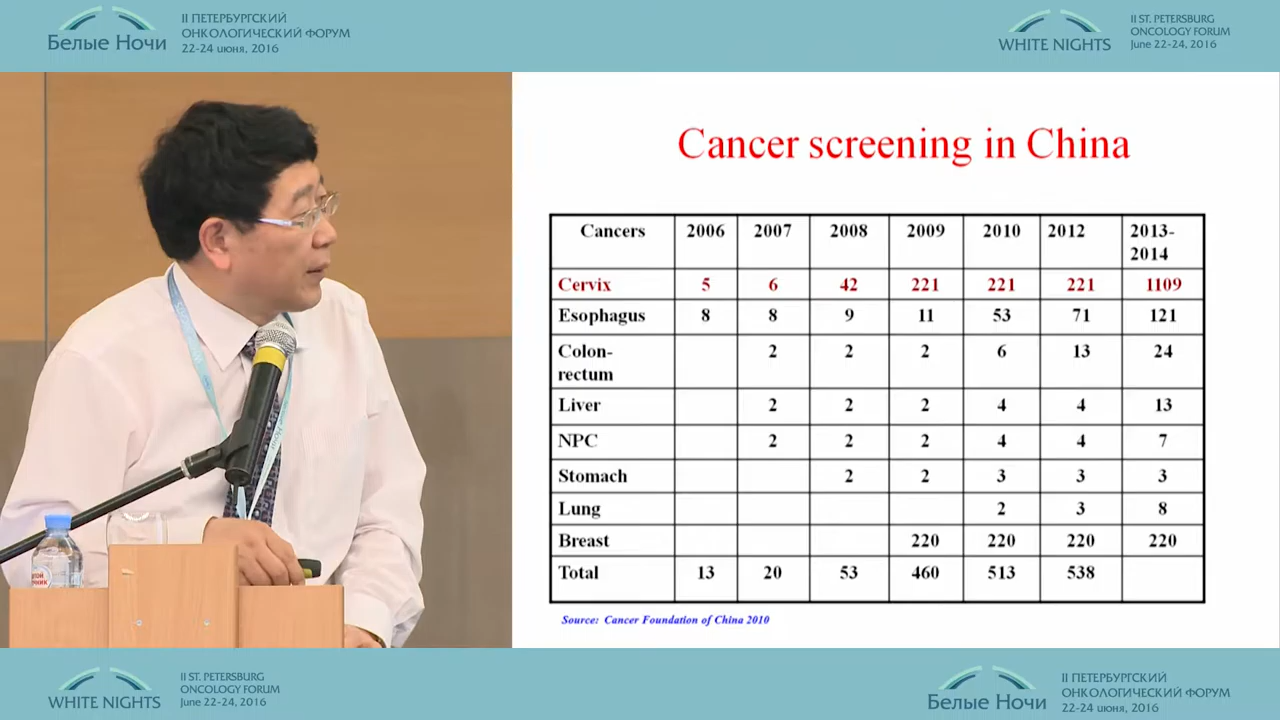 Белые Ночи
II ПЕТЕРБУРГСКИЙ
ОНКОЛОГИЧЕСКИЙ ФОРУМ
22-24 июня, 2016
WHITE NIGHTS
II ST. PETERSBURG
ONCOLOGY FORUM
June 22-24, 2016
Cancer screening in China
Cancers 2006 2007 2008 2009 2010 2012 2013-
2014
Cervix 5 6 42 221 221 221 1109
Esophagus 8 8 9 11 53 71 121
Colon- 2 2 2 6 13 24
rectum
Liver 2 2 2 4 4 13
NPC 2 2 2 4 4 7
Stomach 2 2 3 3 3
Lung 2 3 8
Breast 220 220 220 220
Total 13 20 53 460 513 538
Source: Cancer Foundation of China 2010
WHITE NIGHTS
II ST. PETERSBURG
ONCOLOGY FORUM
June 22-24, 2016
Белые Ночи
II ПЕТЕРБУРГСКИЙ
ОНКОЛОГИЧЕСКИЙ ФОРУМ
22-24 июня, 2016